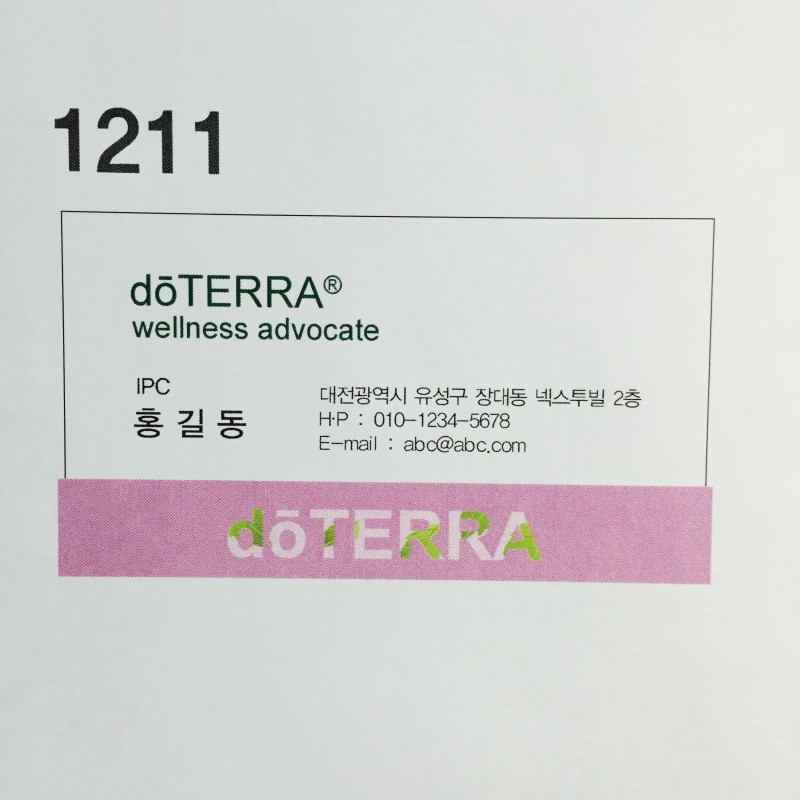 1211
dōTERRA®
wellness advocate
IPC
홍 길 동
대전광역시 유성구 장대동 넥스투빌 2층
H·P : 010-1234-5678
E-mail : abc@abc.com
dōTERRA